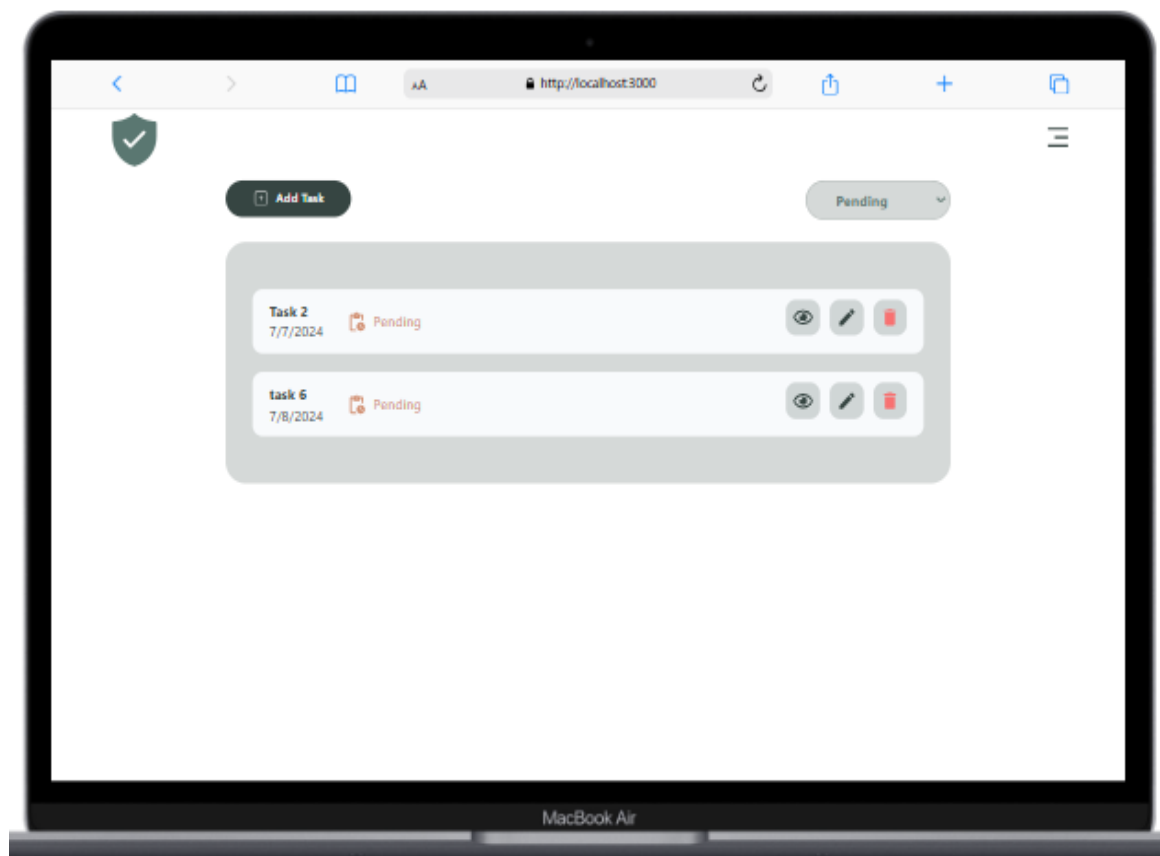 AA
http://localhost:3000
Add Task
Pending
Task 2
7/7/2024
Pending
task 6
7/8/2024
Pending
MacBook Air